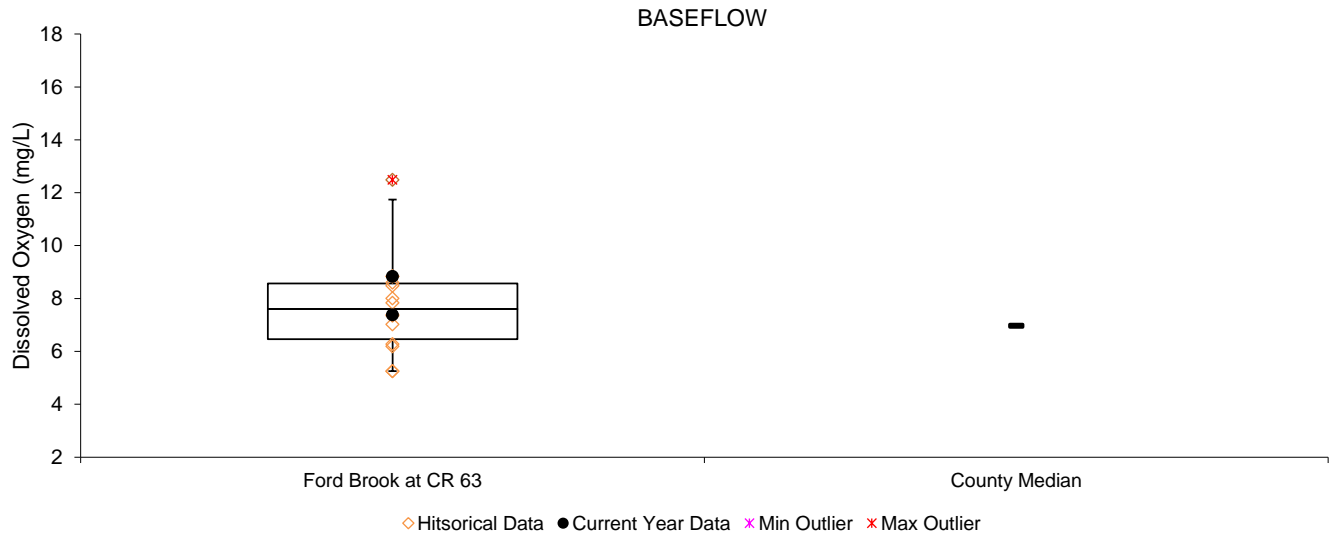 BASEFLOW
Dissolved Oxygen (mg/L)
18
16
14
12
10
8
6
4
2
Ford Brook at CR 63
County Median
Hitsorical Data
Current Year Data
Min Outlier
Max Outlier